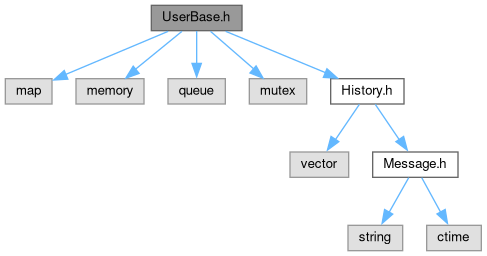 UserBase.h
map
memory
queue
mutex
History.h
vector
Message.h
string
ctime